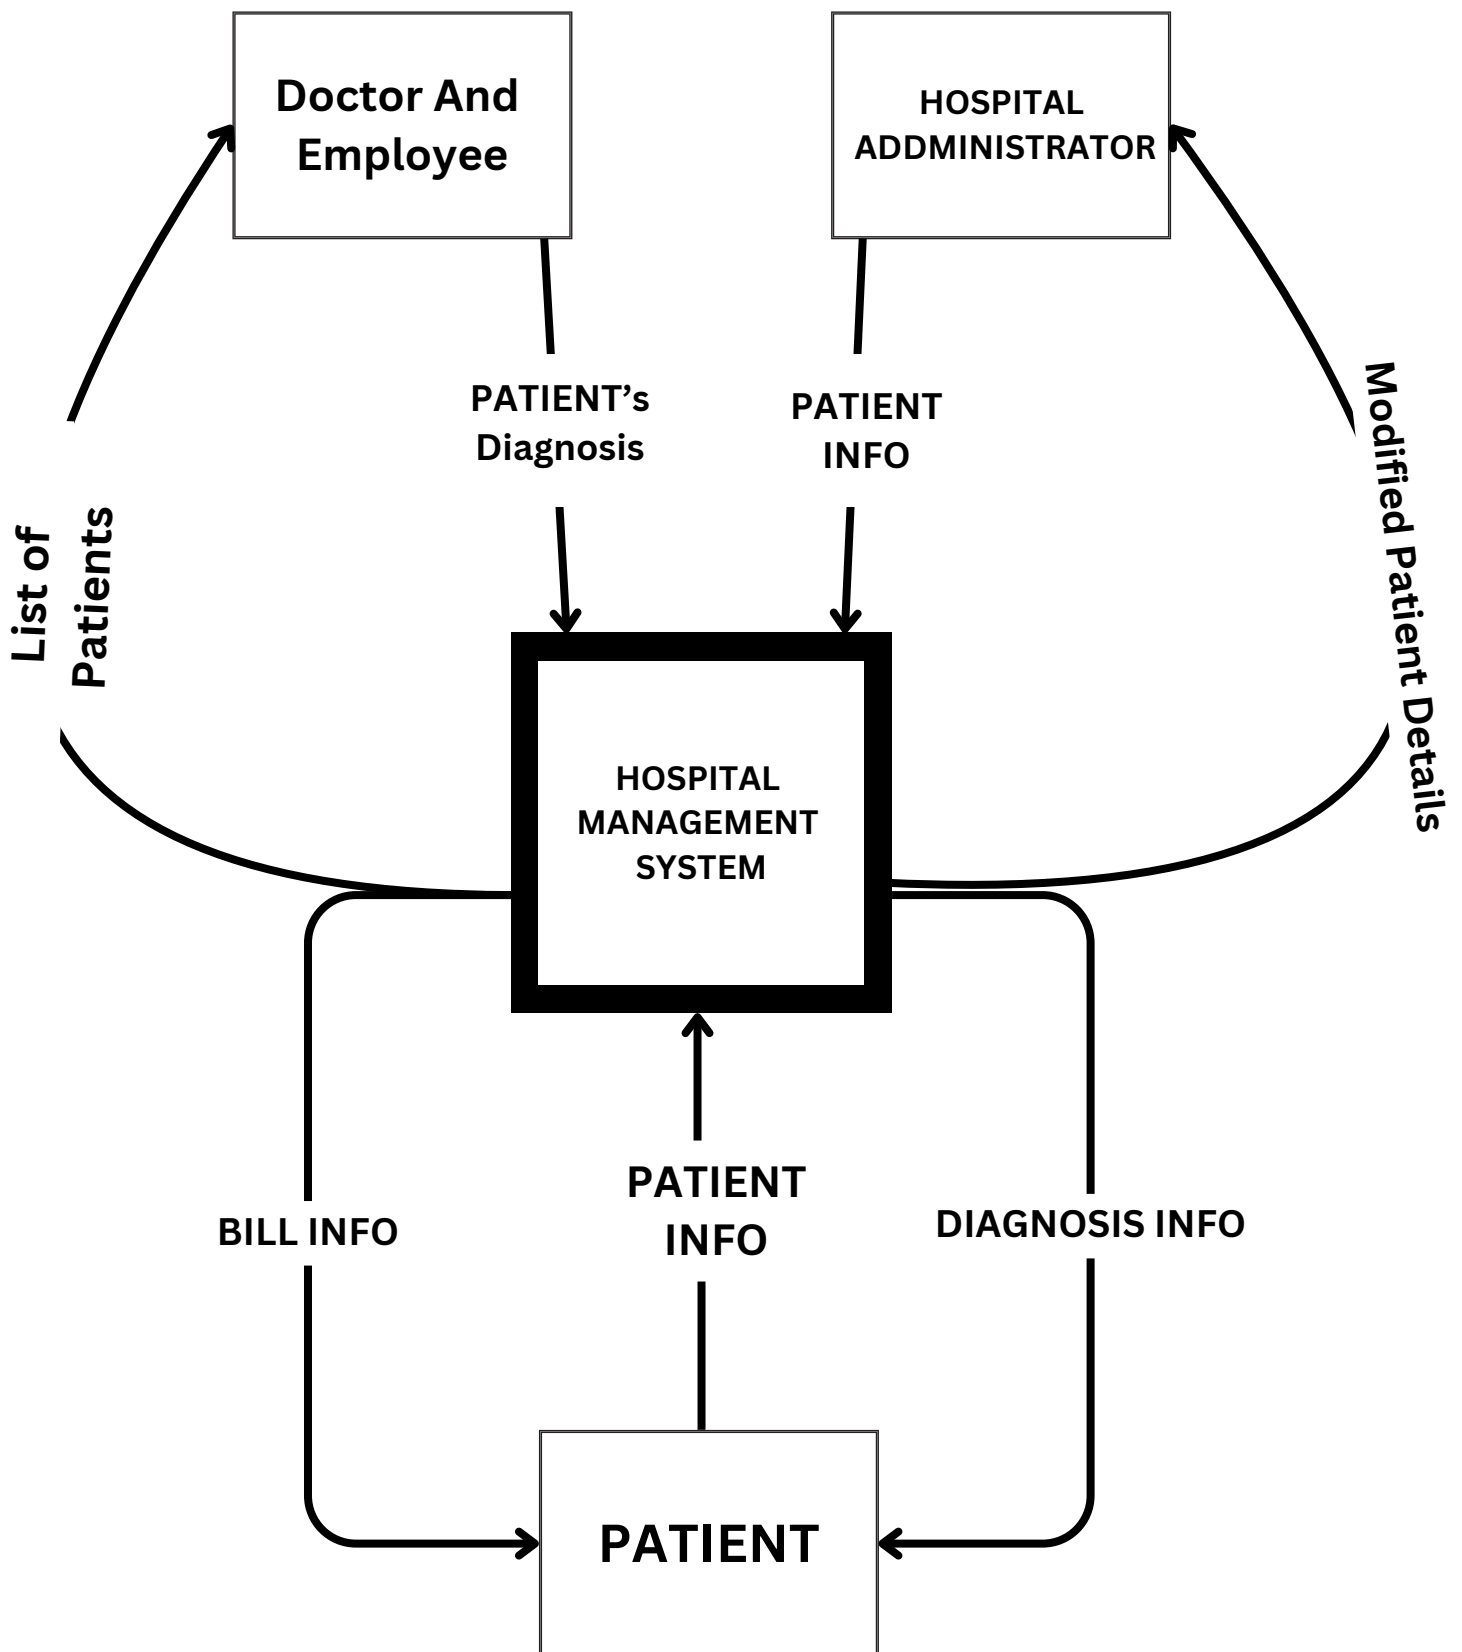 Doctor And
Employee
HOSPITAL
ADDMINISTRATOR
PATIENT’s
Diagnosis
PATIENT
INFO
List of
Patients
Modified Patient Details
HOSPITAL
MANAGEMENT
SYSTEM
BILL INFO
PATIENT
INFO
DIAGNOSIS INFO
PATIENT